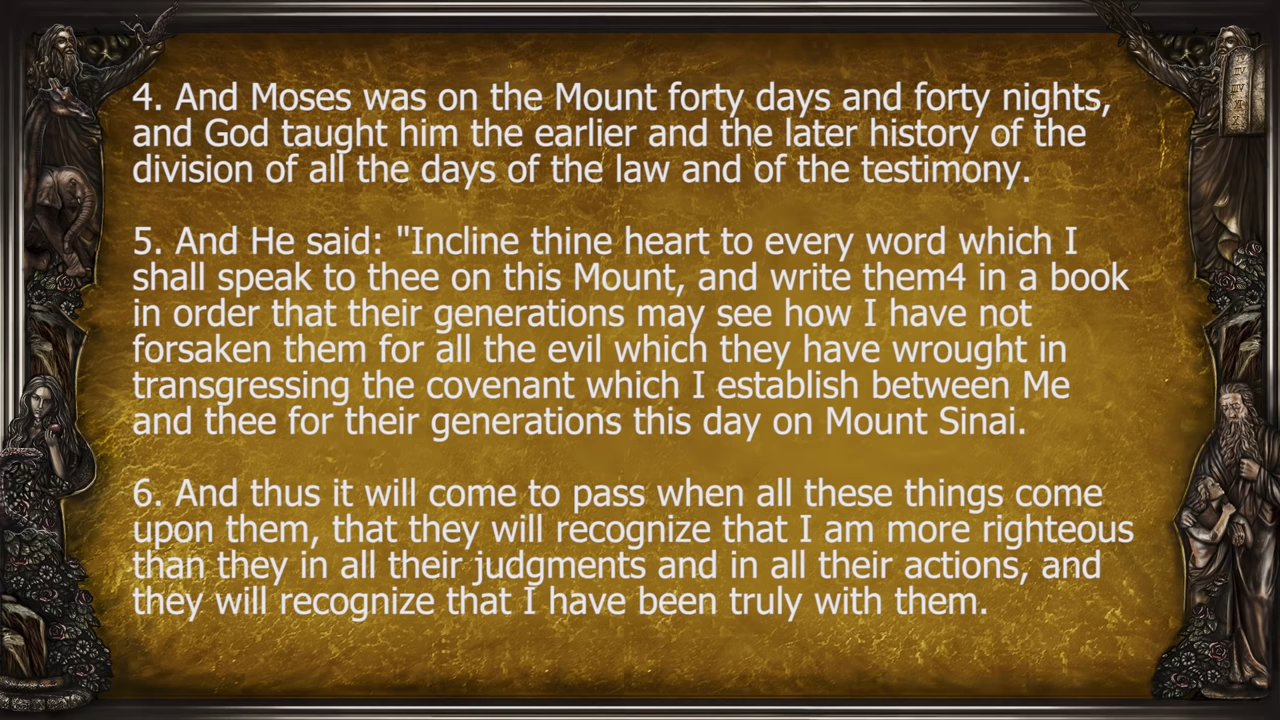 4. And Moses was on the Mount forty days and forty nights,
and God taught him the earlier and the later history of the
division of all the days of the law and of the testimony.
5. And He said: "Incline thine heart to every word which I
shall speak to thee on this Mount, and write them4 in a book
in order that their generations may see how I have not
forsaken them for all the evil which they have wrought in
transgressing the covenant which I establish between Me
and thee for their generations this day on Mount Sinai.
6. And thus it will come to pass when all these things come
upon them, that they will recognize that I am more righteous
than they in all their judgments and in all their actions, and
they will recognize that I have been truly with them.